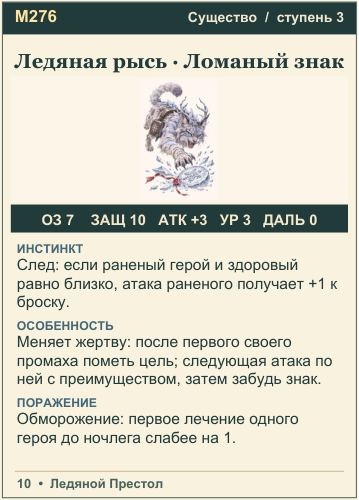 M276
Существо / ступень 3
Ледяная рысь · Ломаный знак
ОЗ 7 ЗАЩ 10 АТК +3 УР 3 ДАЛЬ 0
ИНСТИНКТ
След: если раненый герой и здоровый
равно близко, атака раненого получает +1 к
броску.
ОСОБЕННОСТЬ
Меняет жертву: после первого своего
промаха пометь цель; следующая атака по
ней с преимуществом, затем забудь знак.
ПОРАЖЕНИЕ
Обморожение: первое лечение одного
героя до ночлега слабее на 1.
10 • Ледяной Престол